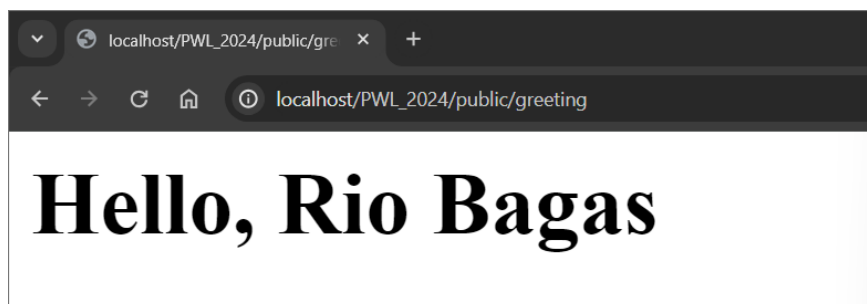 localhost/PWL_2024/public/gre
localhost/PWL_2024/public/greeting
Hello, Rio Bagas